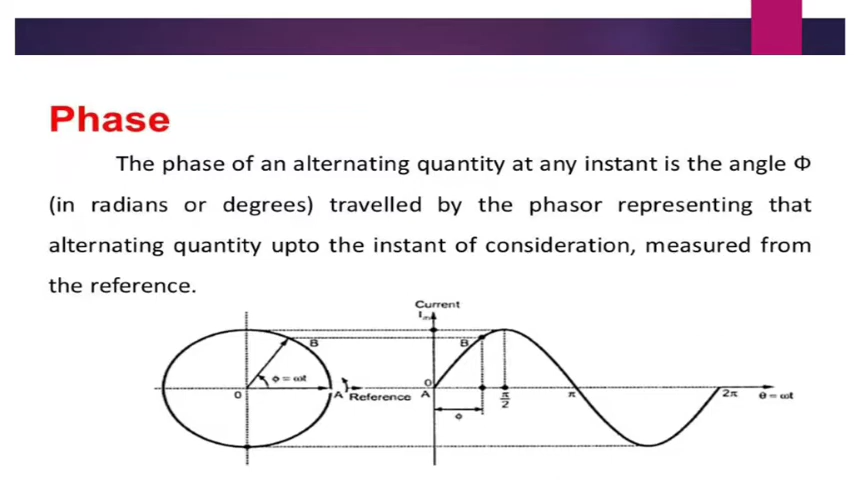 Phase
The phase of an alternating quantity at any instant is the angle Φ
(in radians or degrees) travelled by the phasor representing that
alternating quantity upto the instant of consideration, measured from
the reference.
Current
Im
B
B
ϕ = ωt
O
A
Reference
O
A
ϕ
π/2
π
2π
θ = ωt